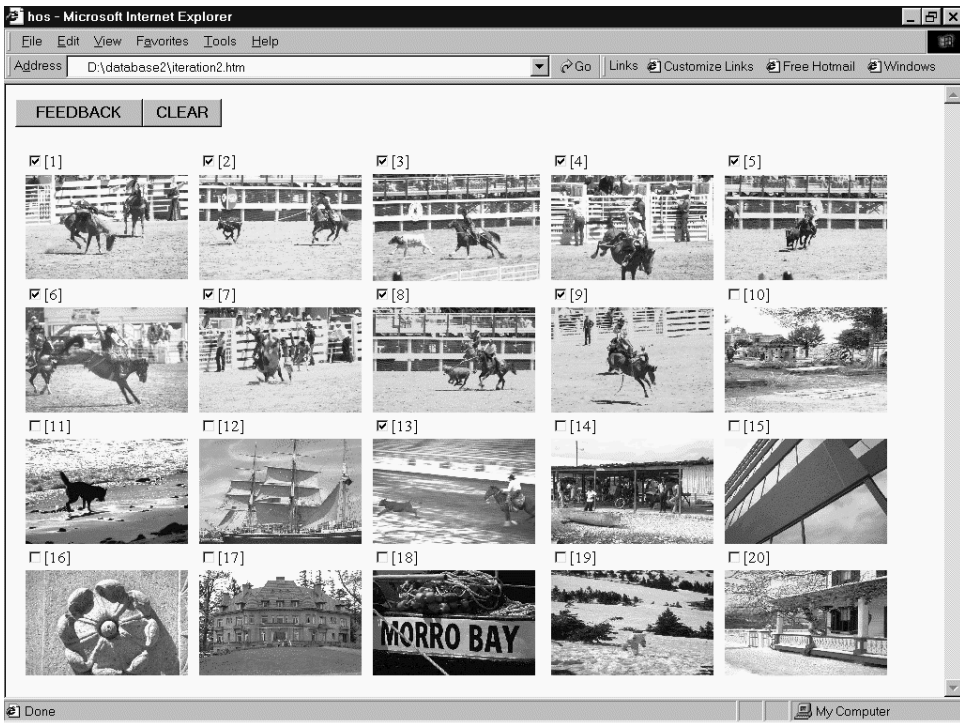 hos - Microsoft Internet Explorer
File Edit View Favorites Tools Help
Address D:\database2\iteration2.htm Go Links Customize Links Free Hotmail Windows
FEEDBACK CLEAR
[1] [2] [3] [4] [5]
[6] [7] [8] [9] [10]
[11] [12] [13] [14] [15]
[16] [17] [18] [19] [20]
MORRO BAY
Done My Computer